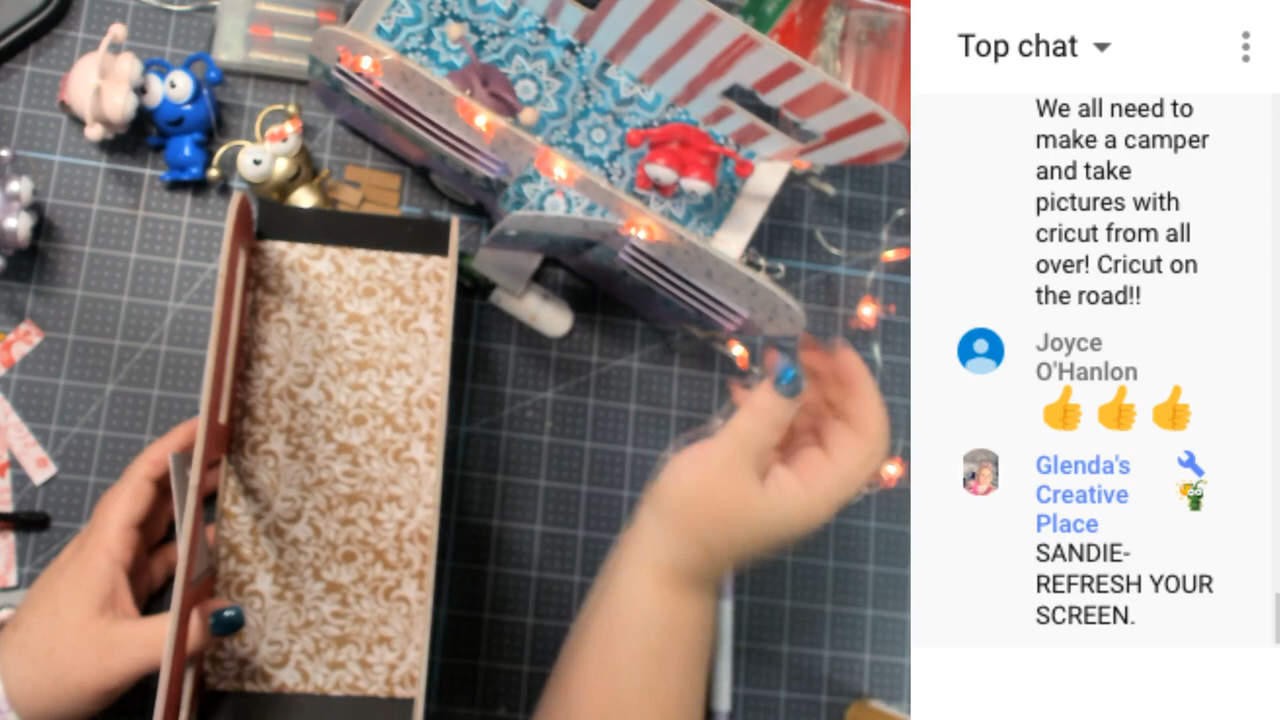 Top chat
We all need to
make a camper
and take
pictures with
cricut from all
over! Cricut on
the road!!
Joyce
O'Hanlon
Glenda's
Creative
Place
SANDIE-
REFRESH YOUR
SCREEN.